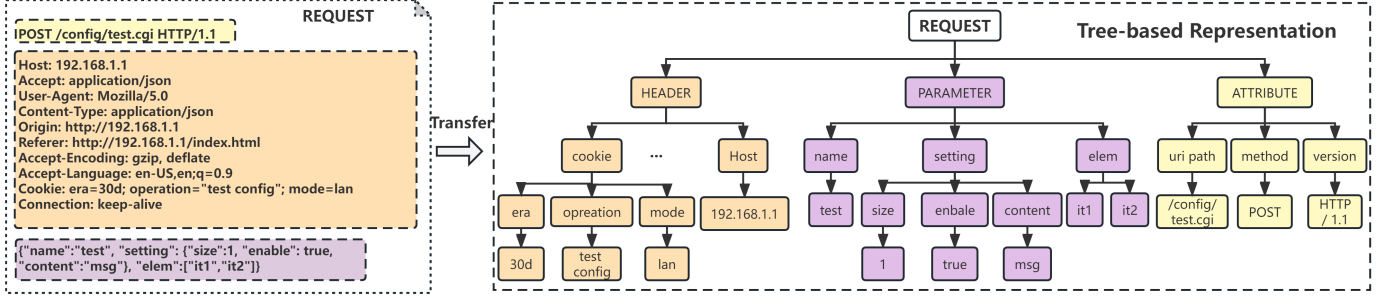 REQUEST
POST /config/test.cgi HTTP/1.1
Host: 192.168.1.1
Accept: application/json
User-Agent: Mozilla/5.0
Content-Type: application/json
Origin: http://192.168.1.1
Referer: http://192.168.1.1/index.html
Accept-Encoding: gzip, deflate
Accept-Language: en-US,en;q=0.9
Cookie: era=30d; operation="test config"; mode=lan
Connection: keep-alive
{"name":"test", "setting": {"size":1, "enable": true,
"content":"msg"}, "elem":["it1","it2"]}
Transfer
Tree-based Representation
REQUEST
HEADER
PARAMETER
ATTRIBUTE
cookie
...
Host
name
setting
elem
uri path
method
version
era
opreation
mode
192.168.1.1
test
size
enbale
content
it1
it2
/config/
test.cgi
POST
HTTP
/ 1.1
30d
test
config
lan
1
true
msg